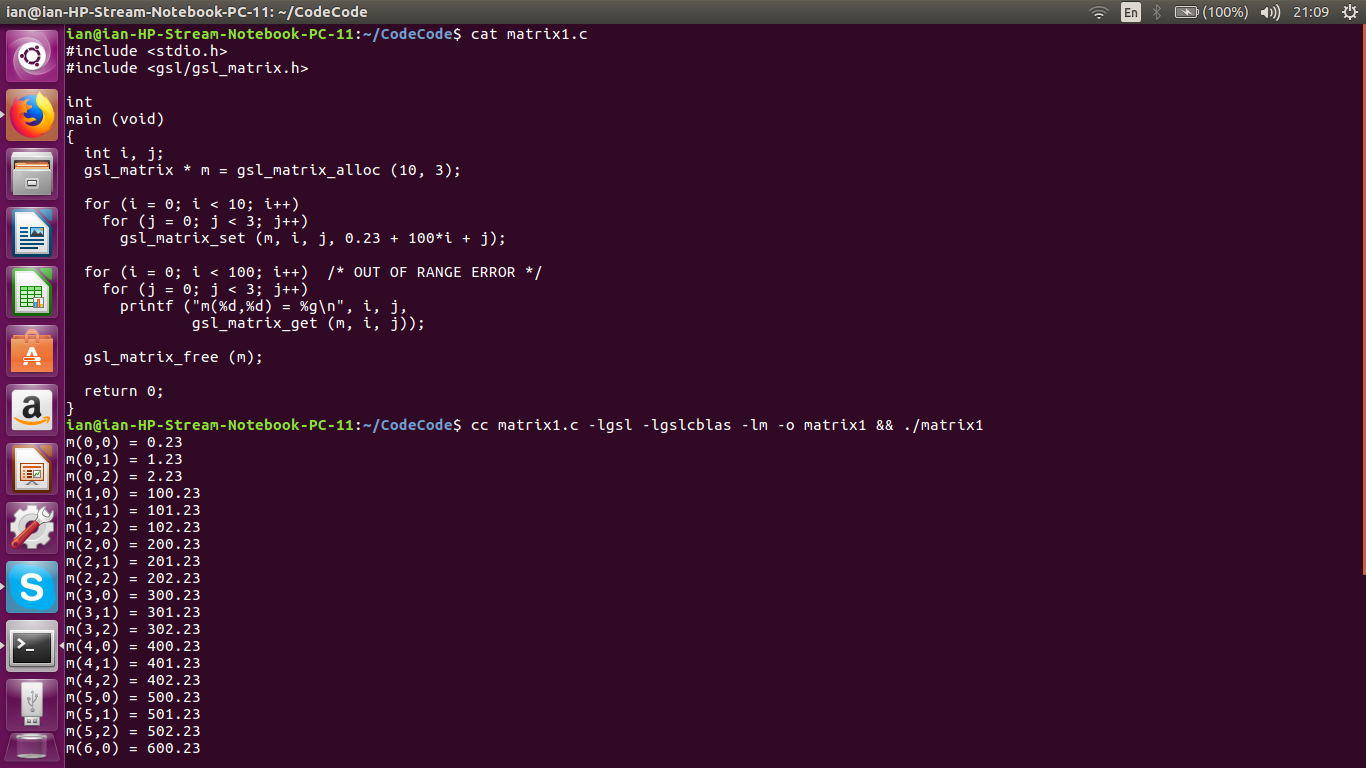 ian@ian-HP-Stream-Notebook-PC-11: ~/CodeCode En (100%) 21:09
ian@ian-HP-Stream-Notebook-PC-11:~/CodeCode$ cat matrix1.c
#include <stdio.h>
#include <gsl/gsl_matrix.h>

int
main (void)
{
  int i, j;
  gsl_matrix * m = gsl_matrix_alloc (10, 3);

  for (i = 0; i < 10; i++)
    for (j = 0; j < 3; j++)
      gsl_matrix_set (m, i, j, 0.23 + 100*i + j);

  for (i = 0; i < 100; i++)  /* OUT OF RANGE ERROR */
    for (j = 0; j < 3; j++)
      printf ("m(%d,%d) = %g\n", i, j,
              gsl_matrix_get (m, i, j));

  gsl_matrix_free (m);

  return 0;
}
ian@ian-HP-Stream-Notebook-PC-11:~/CodeCode$ cc matrix1.c -lgsl -lgslcblas -lm -o matrix1 && ./matrix1
m(0,0) = 0.23
m(0,1) = 1.23
m(0,2) = 2.23
m(1,0) = 100.23
m(1,1) = 101.23
m(1,2) = 102.23
m(2,0) = 200.23
m(2,1) = 201.23
m(2,2) = 202.23
m(3,0) = 300.23
m(3,1) = 301.23
m(3,2) = 302.23
m(4,0) = 400.23
m(4,1) = 401.23
m(4,2) = 402.23
m(5,0) = 500.23
m(5,1) = 501.23
m(5,2) = 502.23
m(6,0) = 600.23